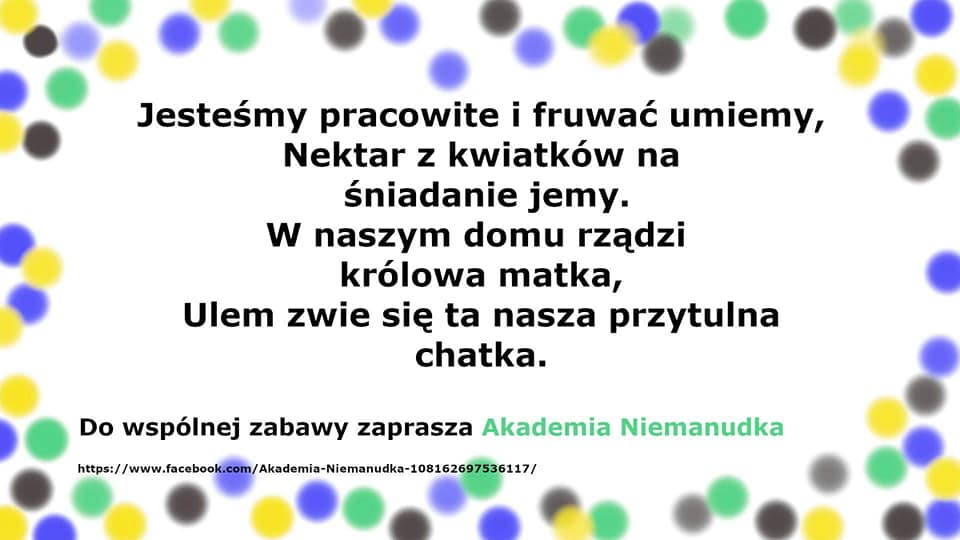 Jesteśmy pracowite i fruwać umiemy,
Nektar z kwiatków na
śniadanie jemy.
W naszym domu rządzi
królowa matka,
Ulem zwie się ta nasza przytulna
chatka.
Do wspólnej zabawy zaprasza Akademia Niemanudka
https://www.facebook.com/Akademia-Niemanudka-108162697536117/